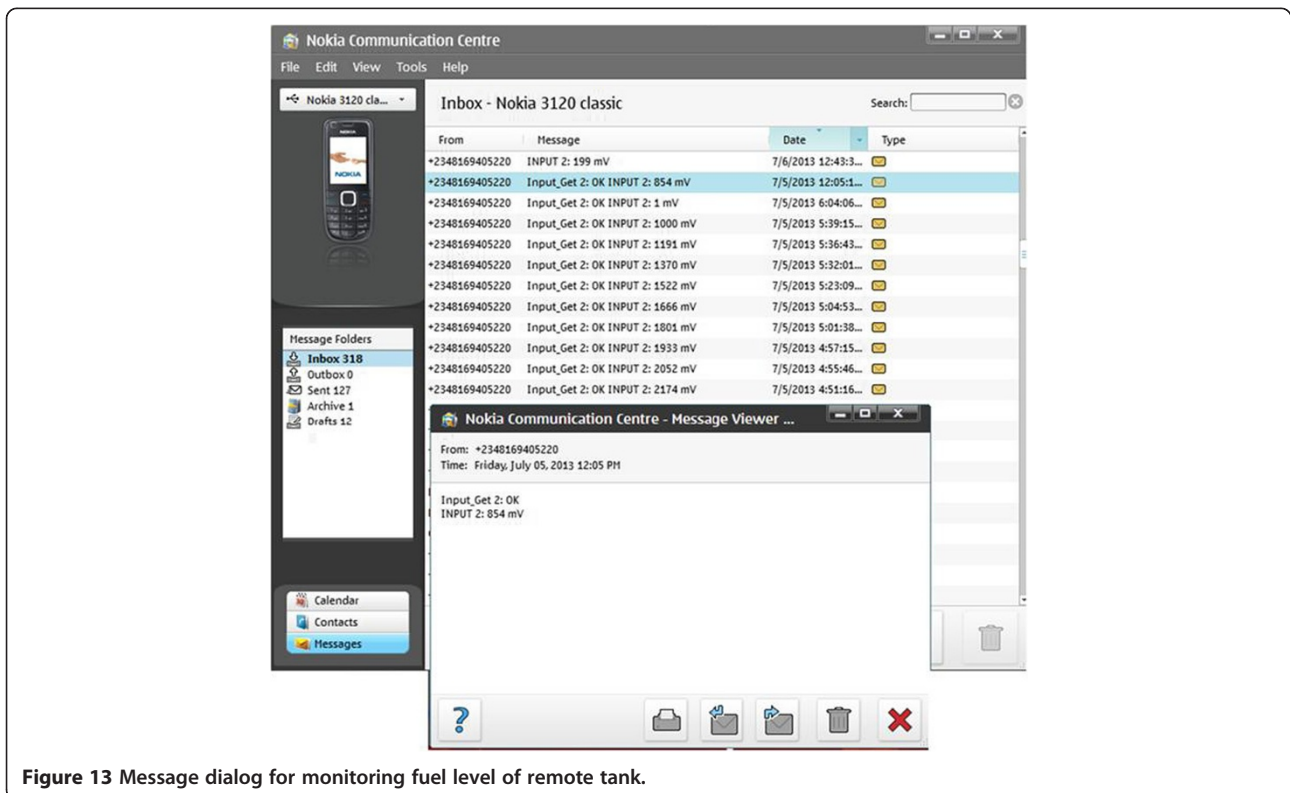 Nokia Communication Centre
File Edit View Tools Help
Nokia 3120 cla...
NOKIA
NOKIA
Inbox - Nokia 3120 classic
Search:
From Message Date Type
+2348169405220 INPUT 2: 199 mV 7/6/2013 12:43:3...
+2348169405220 Input_Get 2: OK INPUT 2: 854 mV 7/5/2013 12:05:1...
+2348169405220 Input_Get 2: OK INPUT 2: 1 mV 7/5/2013 6:04:06...
+2348169405220 Input_Get 2: OK INPUT 2: 1000 mV 7/5/2013 5:39:15...
+2348169405220 Input_Get 2: OK INPUT 2: 1191 mV 7/5/2013 5:36:43...
+2348169405220 Input_Get 2: OK INPUT 2: 1370 mV 7/5/2013 5:32:01...
+2348169405220 Input_Get 2: OK INPUT 2: 1522 mV 7/5/2013 5:23:09...
+2348169405220 Input_Get 2: OK INPUT 2: 1666 mV 7/5/2013 5:04:53...
+2348169405220 Input_Get 2: OK INPUT 2: 1801 mV 7/5/2013 5:01:38...
+2348169405220 Input_Get 2: OK INPUT 2: 1933 mV 7/5/2013 4:57:15...
+2348169405220 Input_Get 2: OK INPUT 2: 2052 mV 7/5/2013 4:55:46...
+2348169405220 Input_Get 2: OK INPUT 2: 2174 mV 7/5/2013 4:51:16...
Message Folders
Inbox 318
Outbox 0
Sent 127
Archive 1
Drafts 12
Calendar
Contacts
Messages
Nokia Communication Centre - Message Viewer ...
From: +2348169405220
Time: Friday, July 05, 2013 12:05 PM
Input_Get 2: OK
INPUT 2: 854 mV
Figure 13 Message dialog for monitoring fuel level of remote tank.